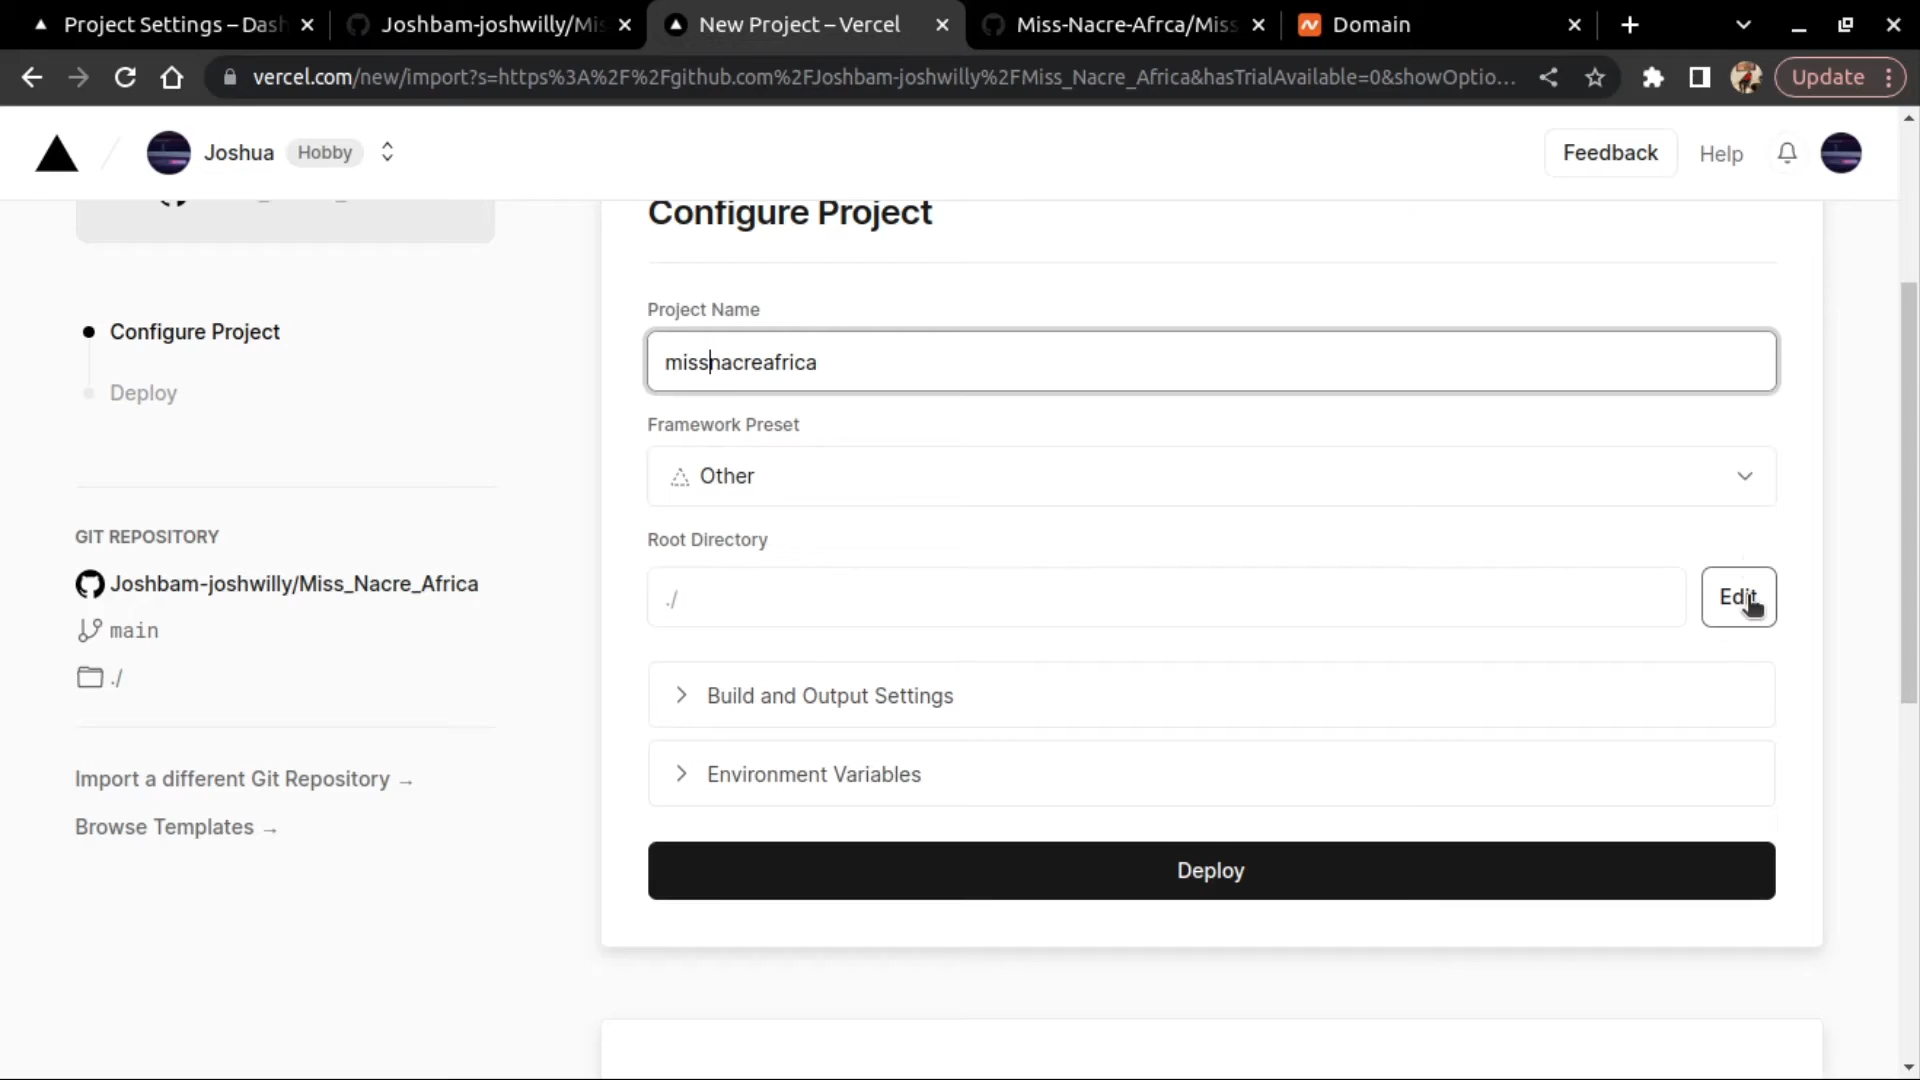 Project Settings – Dash
Joshbam-joshwilly/Mis
New Project – Vercel
Miss-Nacre-Afrca/Miss
Domain
vercel.com/new/import?s=https%3A%2F%2Fgithub.com%2FJoshbam-joshwilly%2FMiss_Nacre_Africa&hasTrialAvailable=0&showOptio...
Update
Joshua Hobby
Feedback
Help
Configure Project
Deploy
GIT REPOSITORY
Joshbam-joshwilly/Miss_Nacre_Africa
main
./
Import a different Git Repository →
Browse Templates →
Configure Project
Project Name
missnacreafrica
Framework Preset
Other
Root Directory
./
Edit
Build and Output Settings
Environment Variables
Deploy